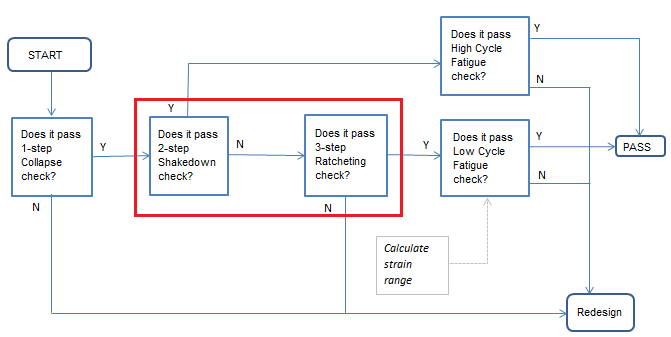 START
Does it pass
1-step
Collapse
check?
Y
N
Does it pass
2-step
Shakedown
check?
Y
N
Does it pass
3-step
Ratcheting
check?
Y
N
Does it pass
High Cycle
Fatigue
check?
Y
N
Does it pass
Low Cycle
Fatigue
check?
Y
N
Calculate
strain
range
PASS
Redesign